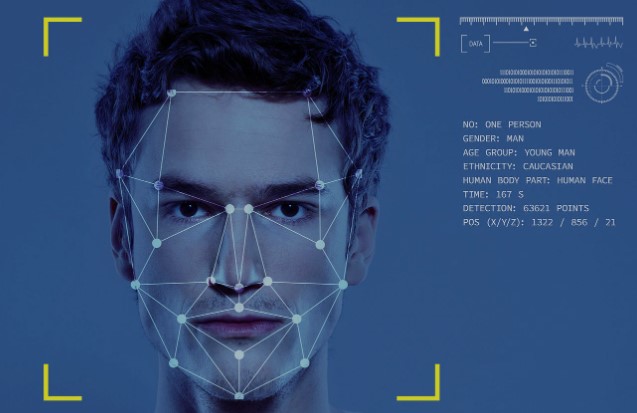 DATA
NO: ONE PERSON
GENDER: MAN
AGE GROUP: YOUNG MAN
ETHNICITY: CAUCASIAN
HUMAN BODY PART: HUMAN FACE
TIME: 167 S
DETECTION: 63621 POINTS
POS (X/Y/Z): 1322 / 856 / 21